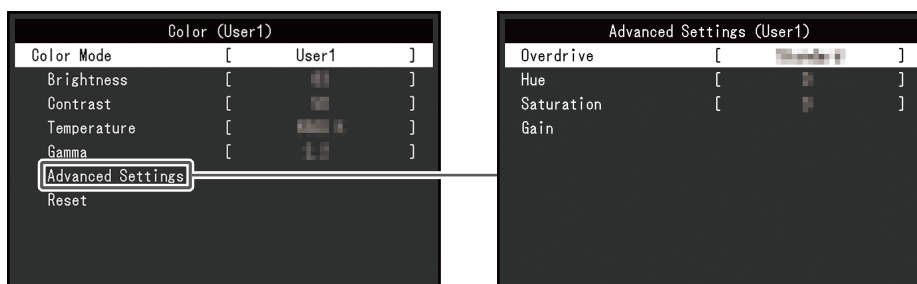 Color (User1)
Color Mode [ User1 ]
Brightness [ ]
Contrast [ ]
Temperature [ ]
Gamma [ ]
Advanced Settings
Reset
Advanced Settings (User1)
Overdrive [ ]
Hue [ ]
Saturation [ ]
Gain